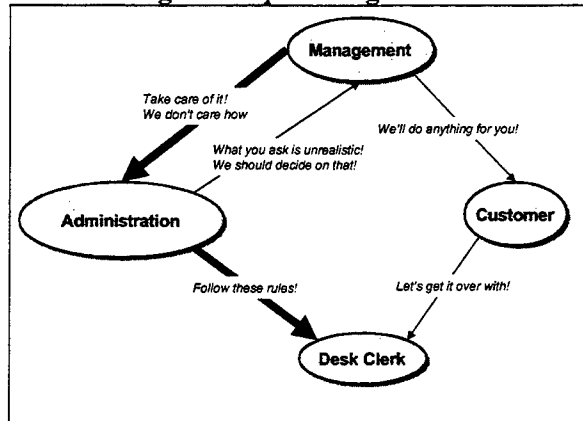 Management
Take care of it!
We don't care how
What you ask is unrealistic!
We should decide on that!
We'll do anything for you!
Administration
Customer
Follow these rules!
Let's get it over with!
Desk Clerk